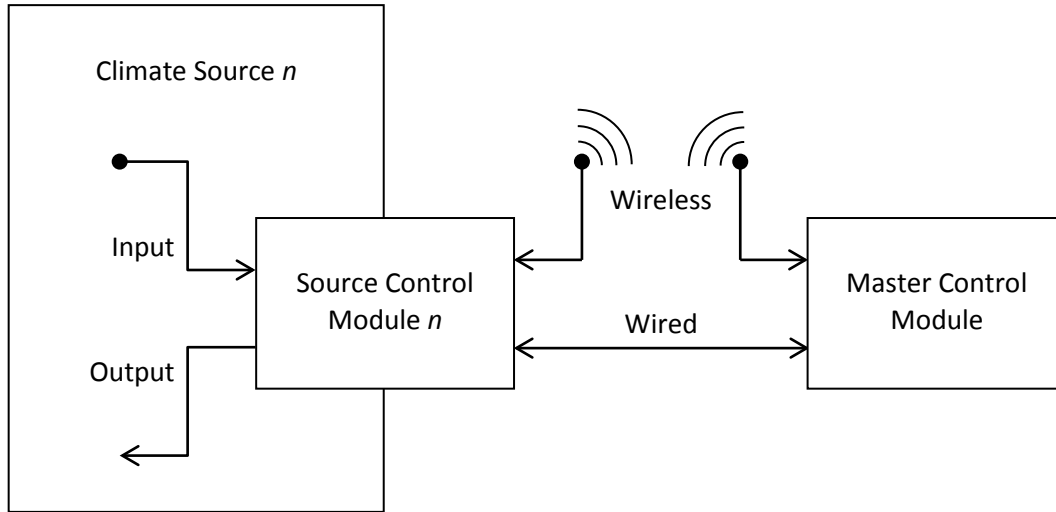 Climate Source n
Wireless
Input
Source Control
Module n
Master Control
Module
Wired
Output